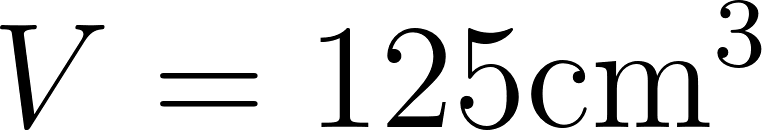 V = 125cm³